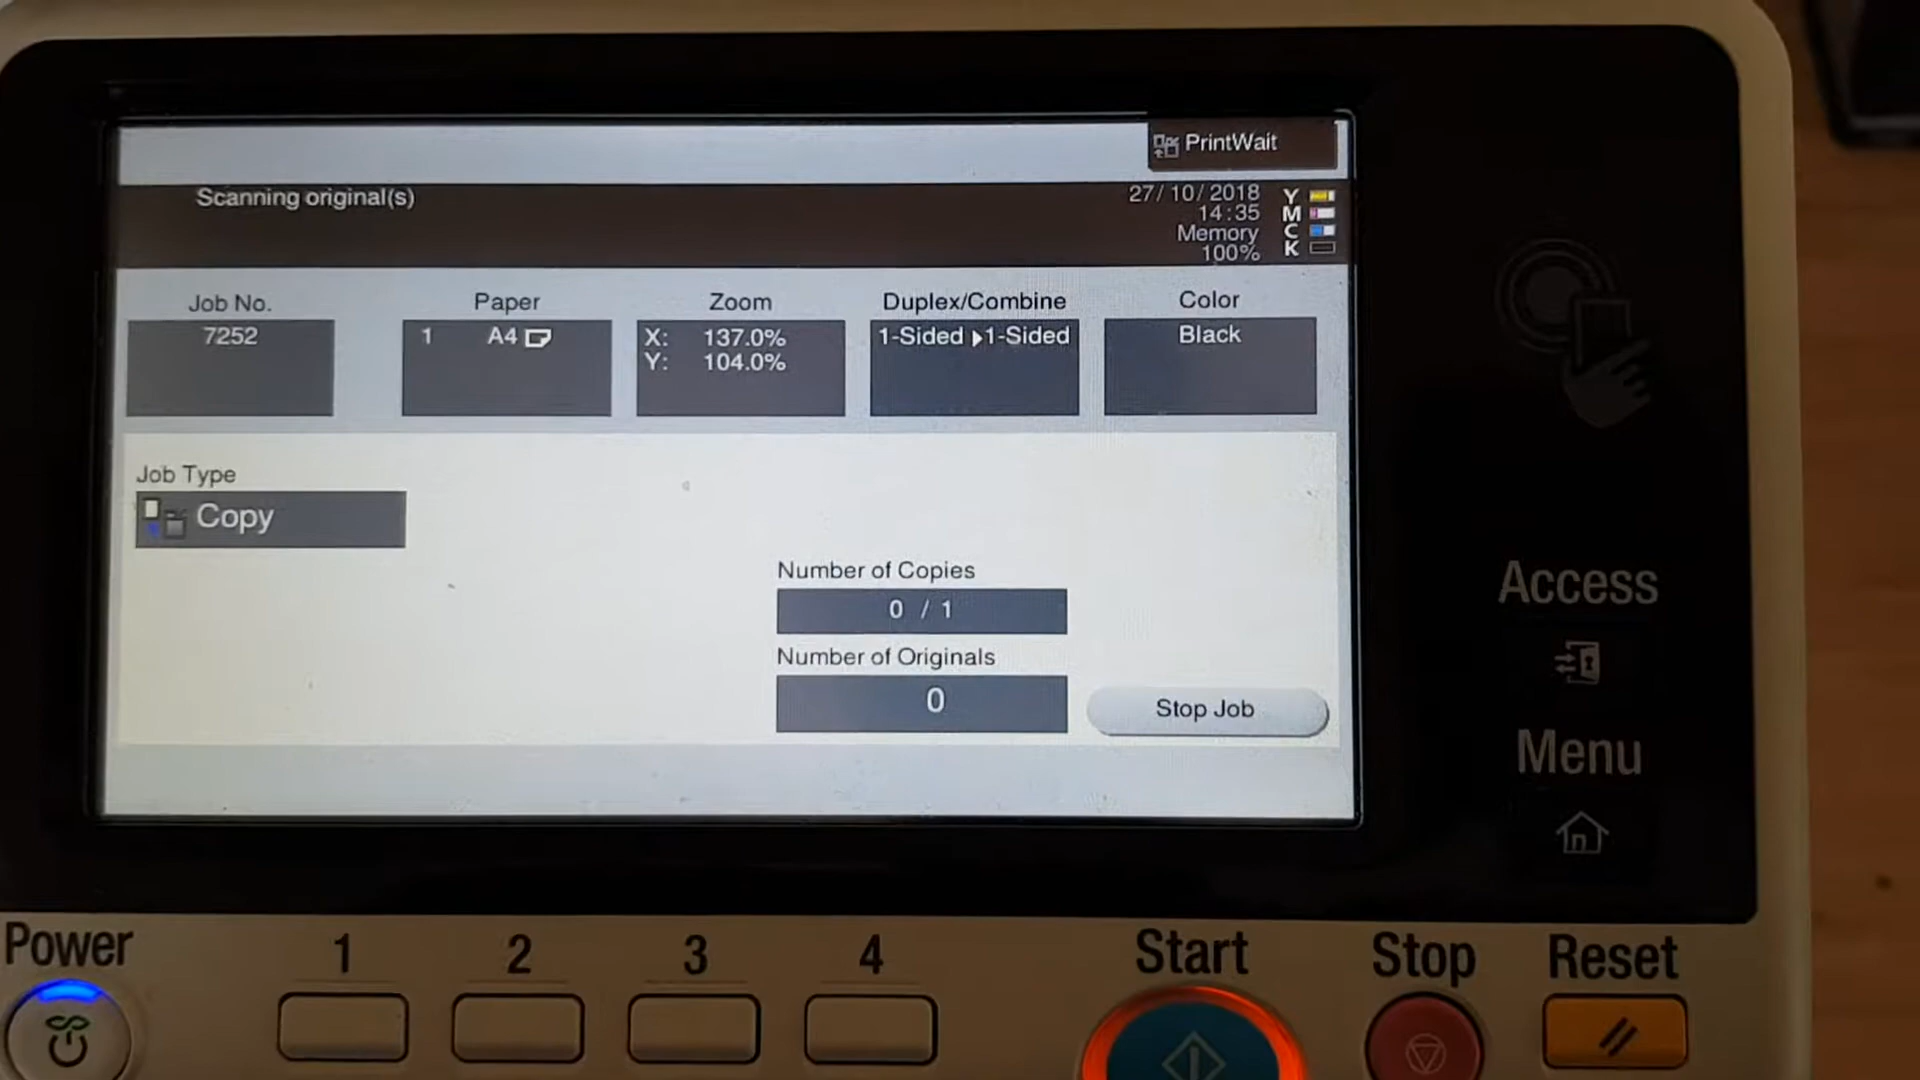 PrintWait
Scanning original(s)
27/10/2018
14:35
Memory
100%
Y
M
C
K
Job No.
7252
Paper
1 A4
Zoom
X: 137.0%
Y: 104.0%
Duplex/Combine
1-Sided ▶1-Sided
Color
Black
Job Type
Copy
Number of Copies
0 / 1
Number of Originals
0
Stop Job
Access
Menu
Power
1
2
3
4
Start
Stop
Reset